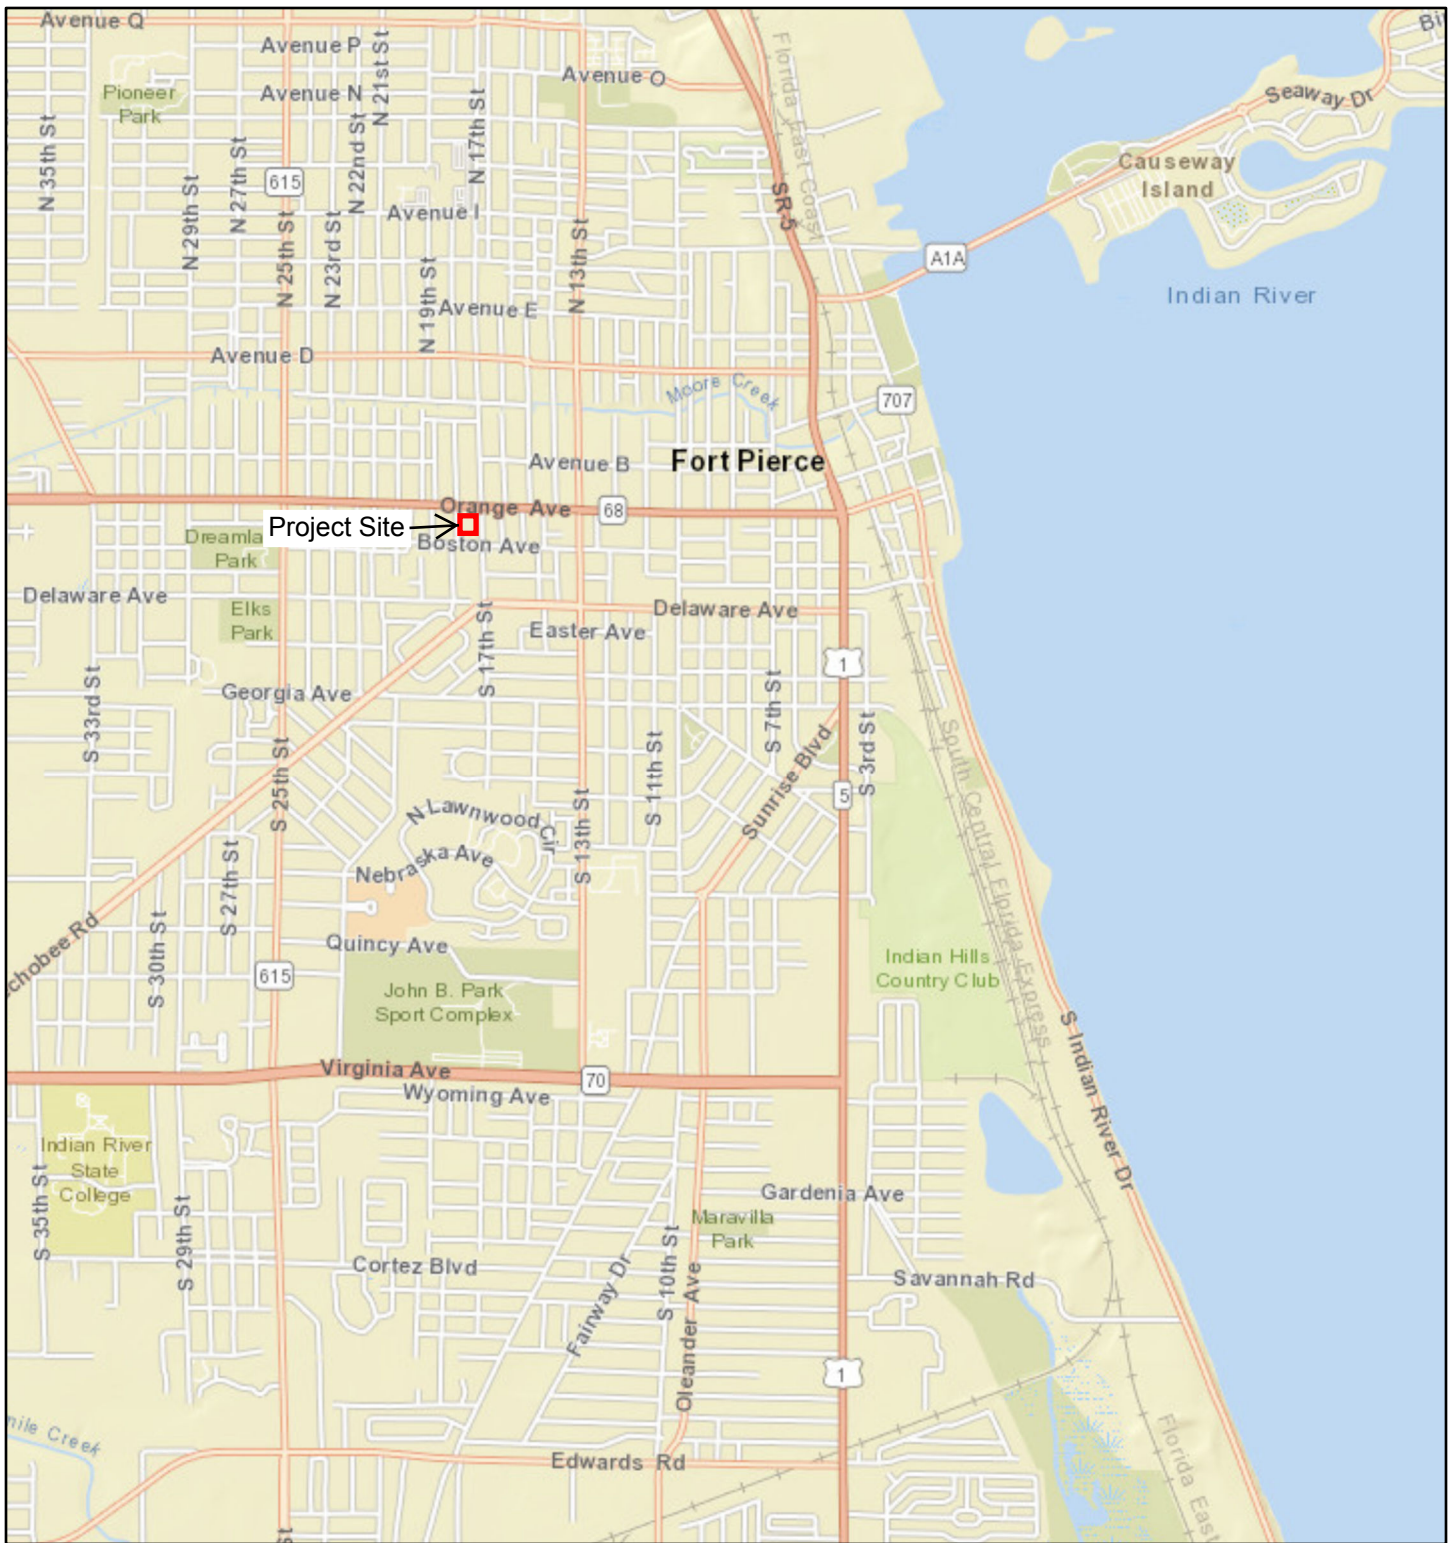 Avenue Q
Bi
Avenue P
Florida East Coast
N 21st St
Avenue O
Pioneer
Park
Avenue N
Seaway Dr
N 17th St
N 35th St
N 22nd St
N 27th St
Causeway
Island
615
N 29th St
SR 5
Avenue I
N 25th St
N 23rd St
N 13th St
A1A
N 19th St
Indian River
Avenue E
Avenue D
Moore Creek
707
Avenue B
Fort Pierce
Orange Ave
68
Project Site
Dreamla
Park
Boston Ave
Delaware Ave
Elks
Park
Delaware Ave
S 17th St
Easter Ave
1
S 33rd St
Georgia Ave
S 7th St
S 3rd St
S 25th St
S 11th St
Sunrise Blvd
South Central Florida Express
5
N Lawnwood Cir
S 13th St
Nebraska Ave
S 27th St
chobee Rd
S 30th St
Quincy Ave
615
Indian Hills
Country Club
John B. Park
Sport Complex
S Indian River Dr
Virginia Ave
70
Wyoming Ave
Indian River
State
College
S 35th St
S 29th St
Gardenia Ave
Maravilla
Park
S 10th St
Cortez Blvd
Fairway Dr
Oleander Ave
Savannah Rd
1
mile Creek
Edwards Rd
Florida East
St